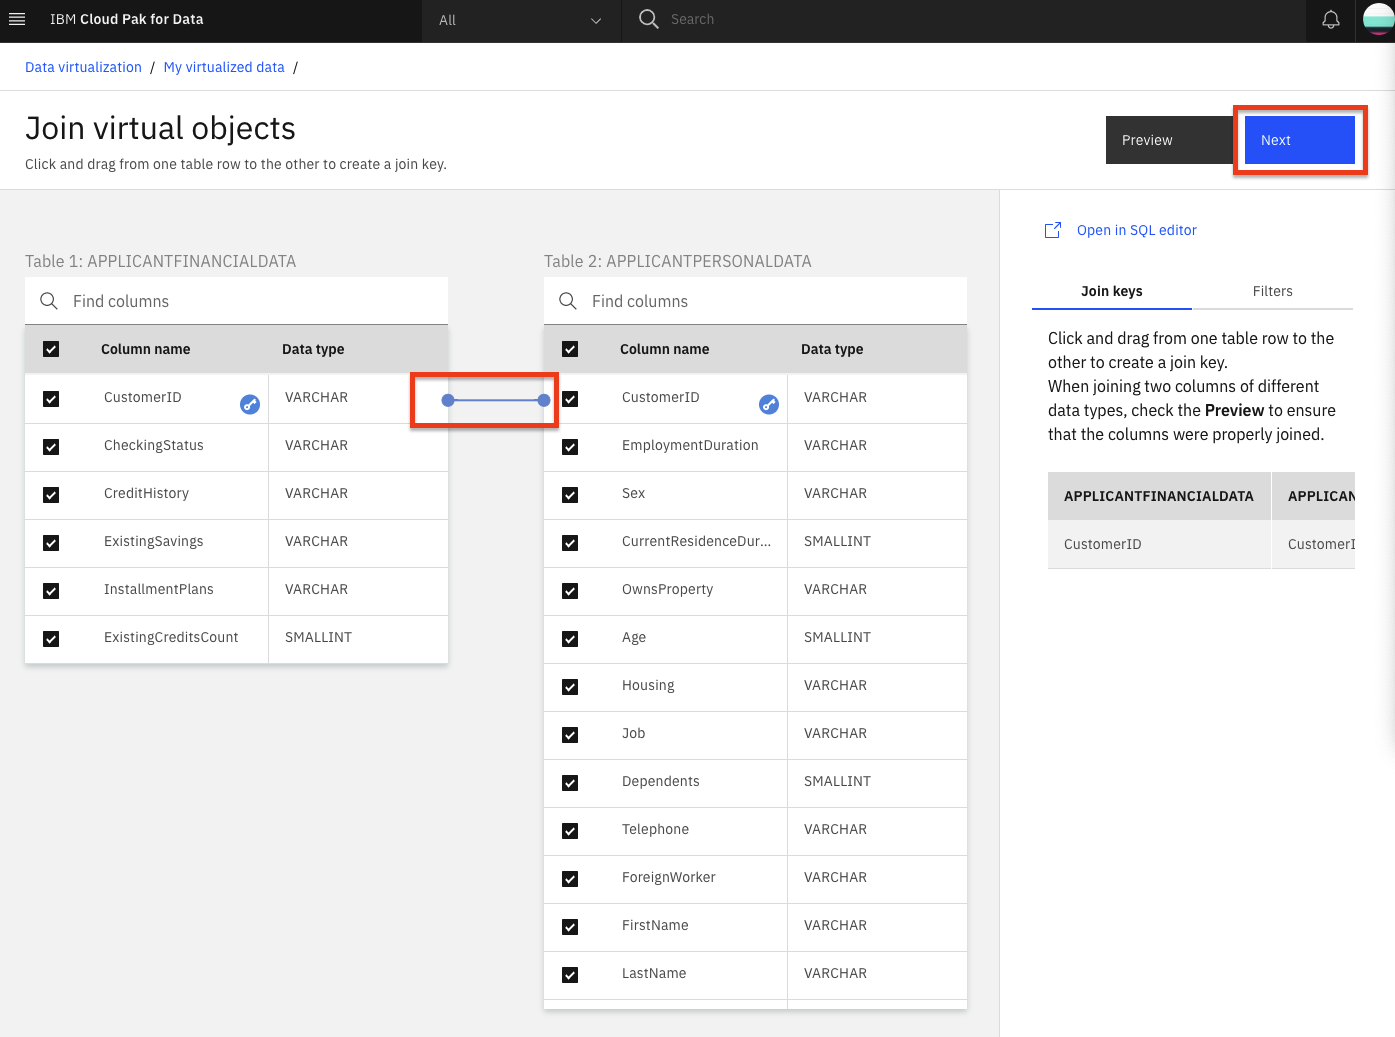 IBM Cloud Pak for Data
All
Search
Data virtualization / My virtualized data /
Join virtual objects
Click and drag from one table row to the other to create a join key.
Preview
Next
Table 1: APPLICANTFINANCIALDATA
Find columns
Column name Data type
CustomerID VARCHAR
CheckingStatus VARCHAR
CreditHistory VARCHAR
ExistingSavings VARCHAR
InstallmentPlans VARCHAR
ExistingCreditsCount SMALLINT
Table 2: APPLICANTPERSONALDATA
Find columns
Column name Data type
CustomerID VARCHAR
EmploymentDuration VARCHAR
Sex VARCHAR
CurrentResidenceDur... SMALLINT
OwnsProperty VARCHAR
Age SMALLINT
Housing VARCHAR
Job VARCHAR
Dependents SMALLINT
Telephone VARCHAR
ForeignWorker VARCHAR
FirstName VARCHAR
LastName VARCHAR
Open in SQL editor
Join keys Filters
Click and drag from one table row to the
other to create a join key.
When joining two columns of different
data types, check the Preview to ensure
that the columns were properly joined.
APPLICANTFINANCIALDATA APPLICAN
CustomerID CustomerI